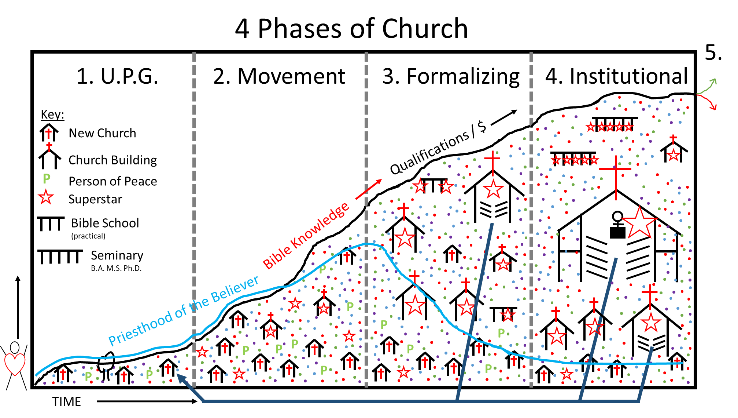 4 Phases of Church
5.
1. U.P.G.
2. Movement
3. Formalizing
4. Institutional
Key:
New Church
Church Building
P Person of Peace
Superstar
Bible School
(practical)
Seminary
B.A. M.S. Ph.D.
Qualifications / $
Bible Knowledge
Priesthood of the Believer
P
P
P
P
P
P
P
P
P
P
P
P
TIME